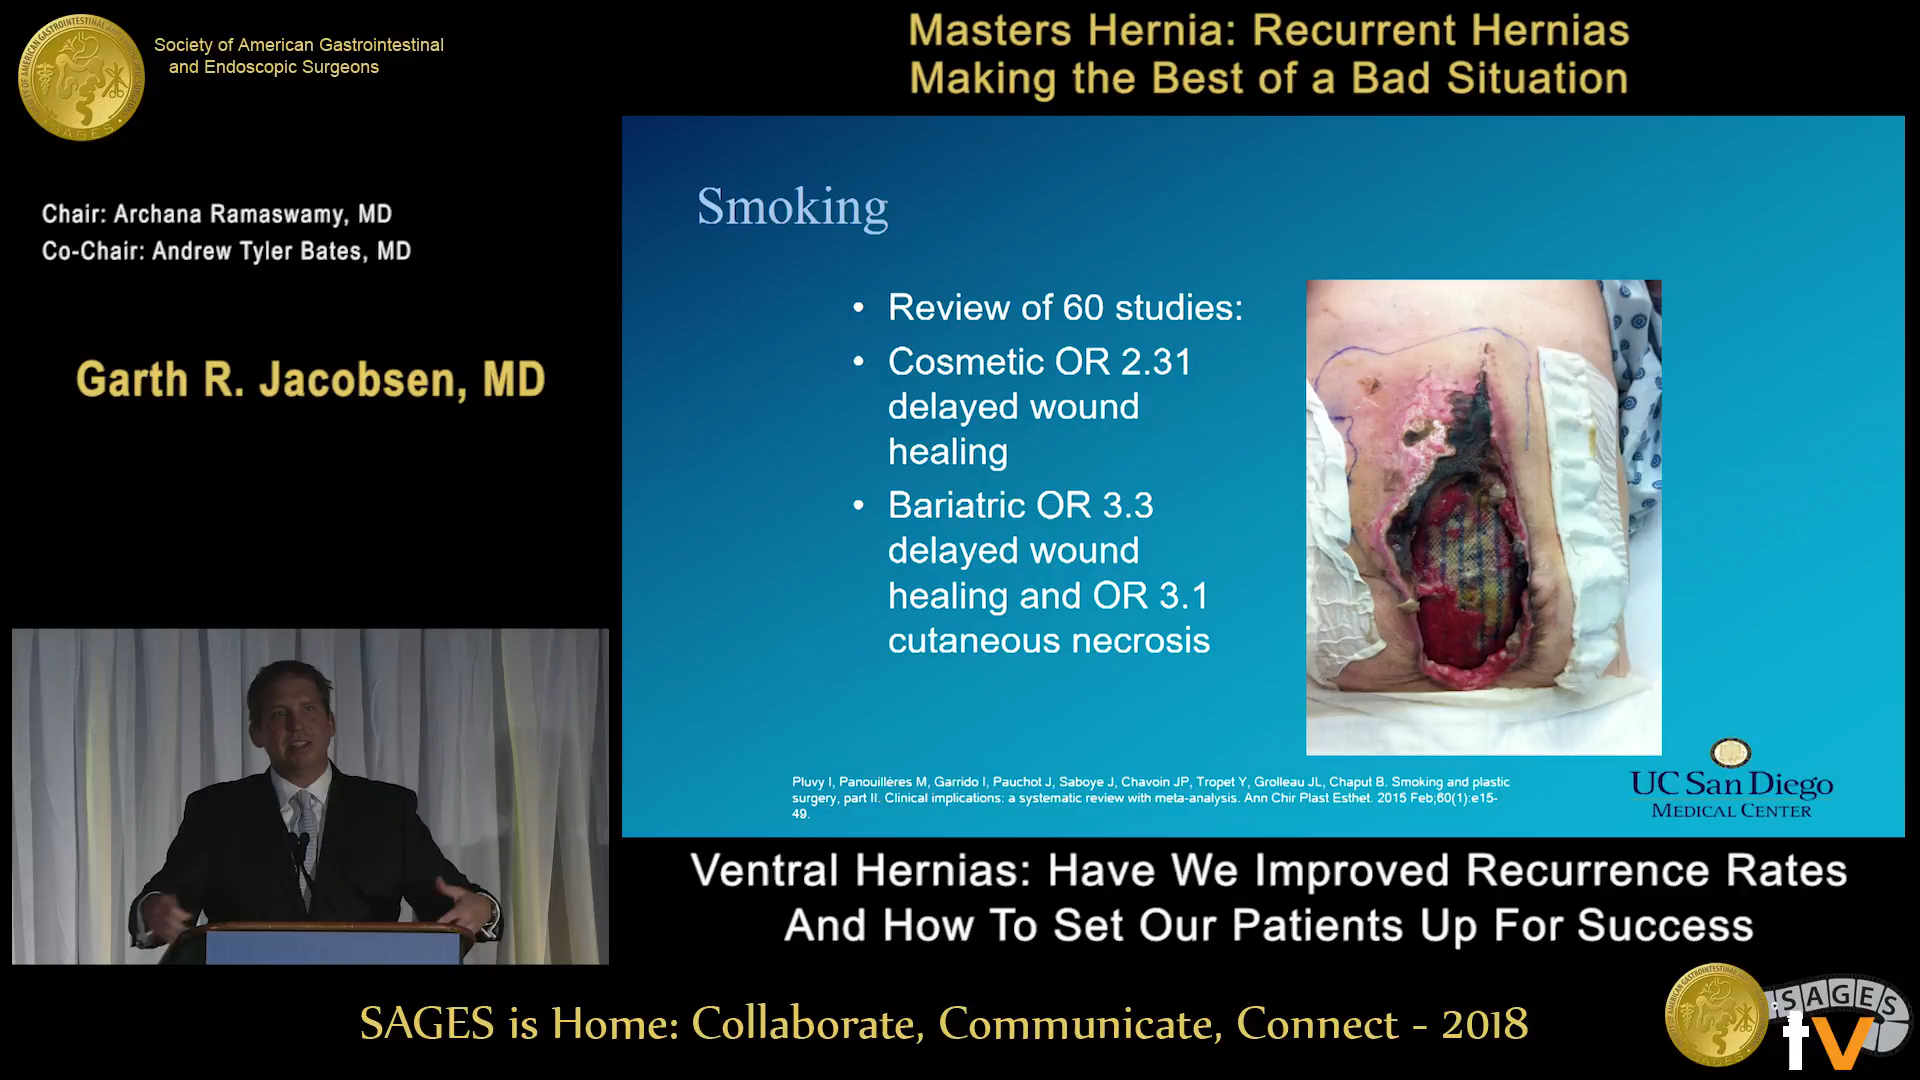 Society of American Gastrointestinal
and Endoscopic Surgeons
Masters Hernia: Recurrent Hernias
Making the Best of a Bad Situation
Chair: Archana Ramaswamy, MD
Co-Chair: Andrew Tyler Bates, MD
Garth R. Jacobsen, MD
Smoking
• Review of 60 studies:
• Cosmetic OR 2.31
delayed wound
healing
• Bariatric OR 3.3
delayed wound
healing and OR 3.1
cutaneous necrosis
Pluvy I, Panouillères M, Garrido I, Pauchot J, Saboye J, Chavoin JP, Tropet Y, Grolleau JL, Chaput B. Smoking and plastic
surgery, part II. Clinical implications: a systematic review with meta-analysis. Ann Chir Plast Esthet. 2015 Feb;60(1):e15-
49.
UC San Diego
MEDICAL CENTER
Ventral Hernias: Have We Improved Recurrence Rates
And How To Set Our Patients Up For Success
SAGES is Home: Collaborate, Communicate, Connect - 2018
SAGES
tv